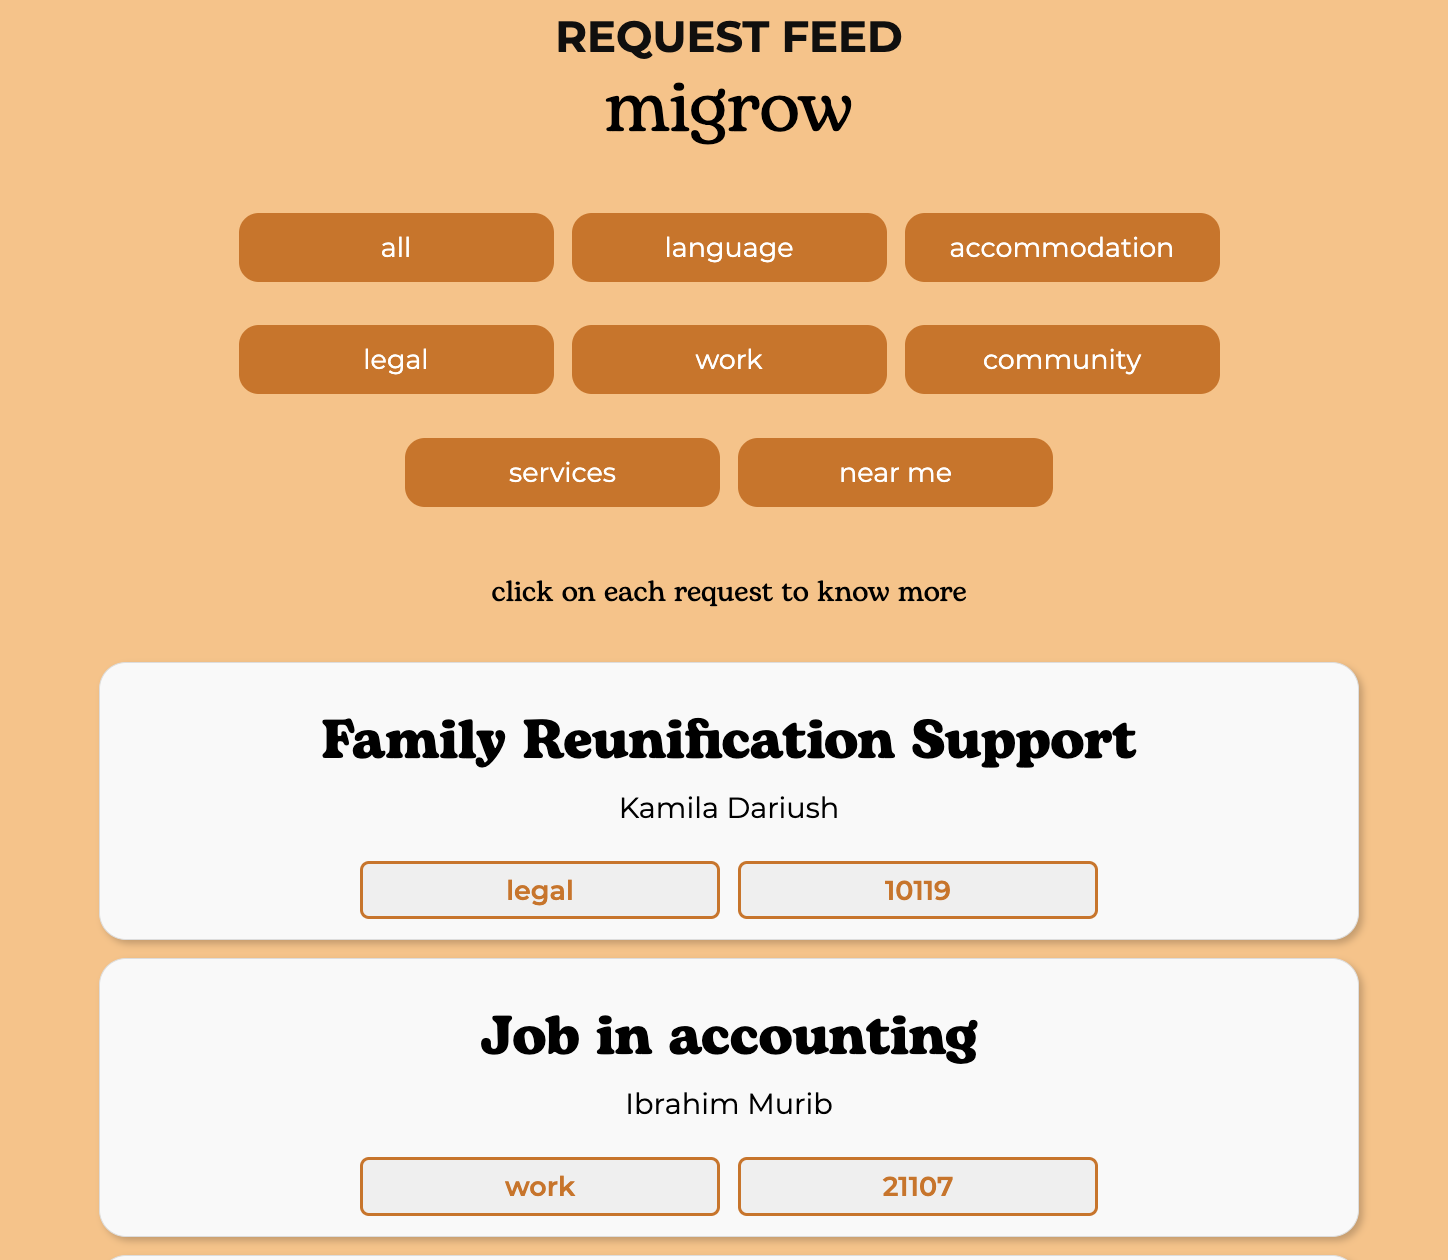 REQUEST FEED
migrow
all language accommodation
legal work community
services near me
click on each request to know more
Family Reunification Support
Kamila Dariush
legal 10119
Job in accounting
Ibrahim Murib
work 21107